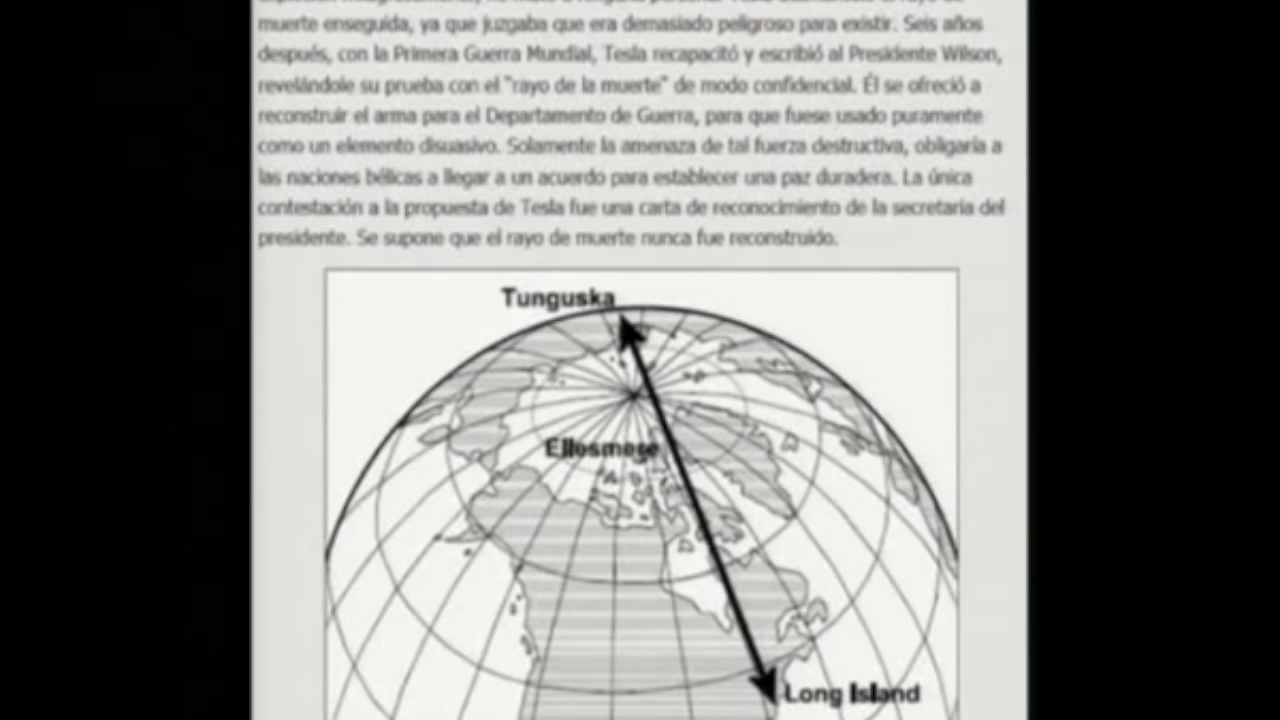 muerte enseguida, ya que juzgaba que era demasiado peligroso para existir. Seis años
después, con la Primera Guerra Mundial, Tesla recapacitó y escribió al Presidente Wilson,
revelándole su prueba con el "rayo de la muerte" de modo confidencial. Él se ofreció a
reconstruir el arma para el Departamento de Guerra, para que fuese usado puramente
como un elemento disuasivo. Solamente la amenaza de tal fuerza destructiva, obligaría a
las naciones bélicas a llegar a un acuerdo para establecer una paz duradera. La única
contestación a la propuesta de Tesla fue una carta de reconocimiento de la secretaria del
presidente. Se supone que el rayo de muerte nunca fue reconstruido.
Tunguska
Ellesmere
Long Island